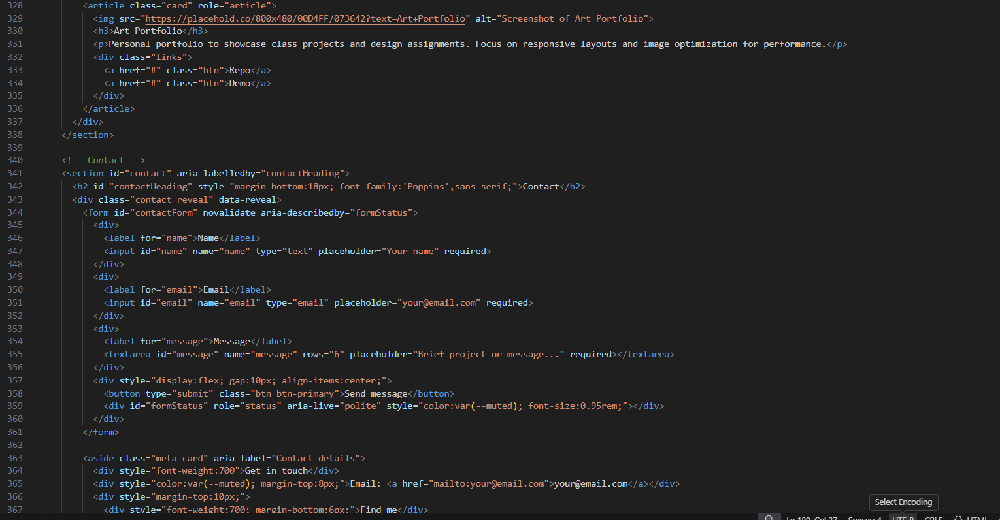 328 <article class="card" role="article">
329 <img src="https://placehold.co/800x480/00D4FF/073642?text=Art+Portfolio" alt="Screenshot of Art Portfolio">
330 <h3>Art Portfolio</h3>
331 <p>Personal portfolio to showcase class projects and design assignments. Focus on responsive layouts and image optimization for performance.</p>
332 <div class="links">
333 <a href="#" class="btn">Repo</a>
334 <a href="#" class="btn">Demo</a>
335 </div>
336 </article>
337 </div>
338 </section>
339
340 <!-- Contact -->
341 <section id="contact" aria-labelledby="contactHeading">
342 <h2 id="contactHeading" style="margin-bottom:18px; font-family:'Poppins',sans-serif;">Contact</h2>
343 <div class="contact reveal" data-reveal>
344 <form id="contactForm" novalidate aria-describedby="formStatus">
345 <div>
346 <label for="name">Name</label>
347 <input id="name" name="name" type="text" placeholder="Your name" required>
348 </div>
349 <div>
350 <label for="email">Email</label>
351 <input id="email" name="email" type="email" placeholder="your@email.com" required>
352 </div>
353 <div>
354 <label for="message">Message</label>
355 <textarea id="message" name="message" rows="6" placeholder="Brief project or message..." required></textarea>
356 </div>
357 <div style="display:flex; gap:10px; align-items:center;">
358 <button type="submit" class="btn btn-primary">Send message</button>
359 <div id="formStatus" role="status" aria-live="polite" style="color:var(--muted); font-size:0.95rem;"></div>
360 </div>
361 </form>
362
363 <aside class="meta-card" aria-label="Contact details">
364 <div style="font-weight:700">Get in touch</div>
365 <div style="color:var(--muted); margin-top:8px;">Email: <a href="mailto:your@email.com">your@email.com</a></div>
366 <div style="margin-top:10px;">
367 <div style="font-weight:700; margin-bottom:6px;">Find me</div>
Select Encoding
Ln 180, Col 37 Spaces: 4 UTF-8 CRLF {} HTML